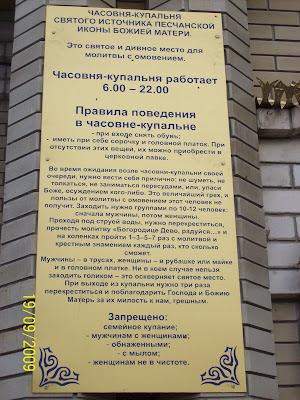 ЧАСОВНЯ-КУПАЛЬНЯ
СВЯТОГО ИСТОЧНИКА ПЕСЧАНСКОЙ
ИКОНЫ БОЖИЕЙ МАТЕРИ.
Это святое и дивное место для
молитвы с омовением.
Часовня-купальня работает
6.00 – 22.00
Правила поведения
в часовне-купальне
- при входе снять обувь;
- иметь при себе сорочку и головной платок. При
отсутствии этих вещей, их можно приобрести в
церковной лавке.
Во время ожидания возле часовни-купальни своей
очереди, нужно вести себя прилично: не шуметь, не
толкаться, не заниматься пересудами, или, упаси
Боже, осуждением кого-либо. Это величайший грех, и
пользы от молитвы с омовением этот человек не
получит. Заходить нужно группами по 10-12 человек:
сначала мужчины, потом женщины.
Проходя под струей воды, нужно перекреститься,
прочесть молитву «Богородице Дево, радуйся...» и
на коленках пройти 1–3–5–7 раз с молитвой и
крестным знамением каждый раз, кто сколько
сможет.
Мужчины – в трусах, женщины – в рубашке или майке
и в головном платке. Ни в коем случае нельзя
заходить голиком – это оскверняет святое место.
При выходе из купальни нужно три раза
перекреститься и поблагодарить Господа и Божию
Матерь за их милость к нам, грешным.
Запрещено:
семейное купание;
- мужчинам с женщинами;
- обнаженными;
- с мылом;
- женщинам не в чистоте.
19/09/2009